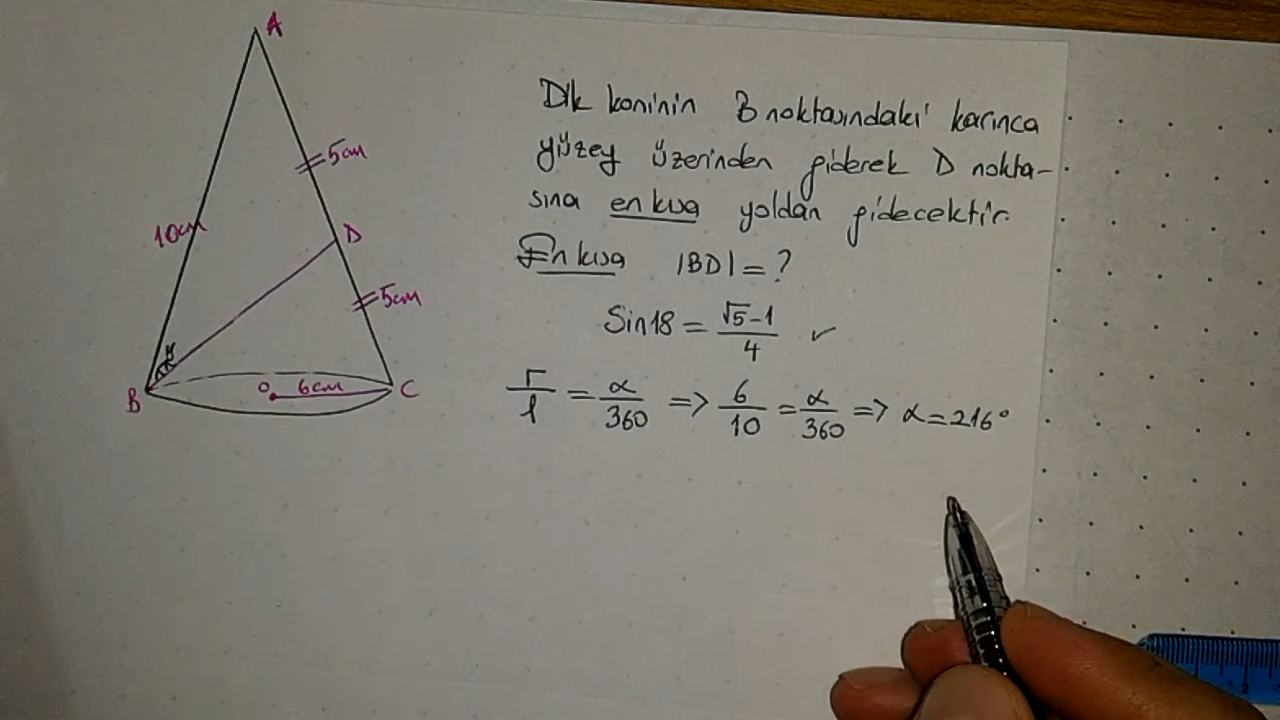 A
5cm
10cm
D
5cm
B
O
6cm
C
Dik koninin B noktasındaki karınca
yüzey üzerinden giderek D nokta-
sına en kısa yoldan gidecektir.
En kısa |BD| = ?
Sin18 = (√5-1)/4 ✓
r/l = α/360 => 6/10 = α/360 => α = 216°